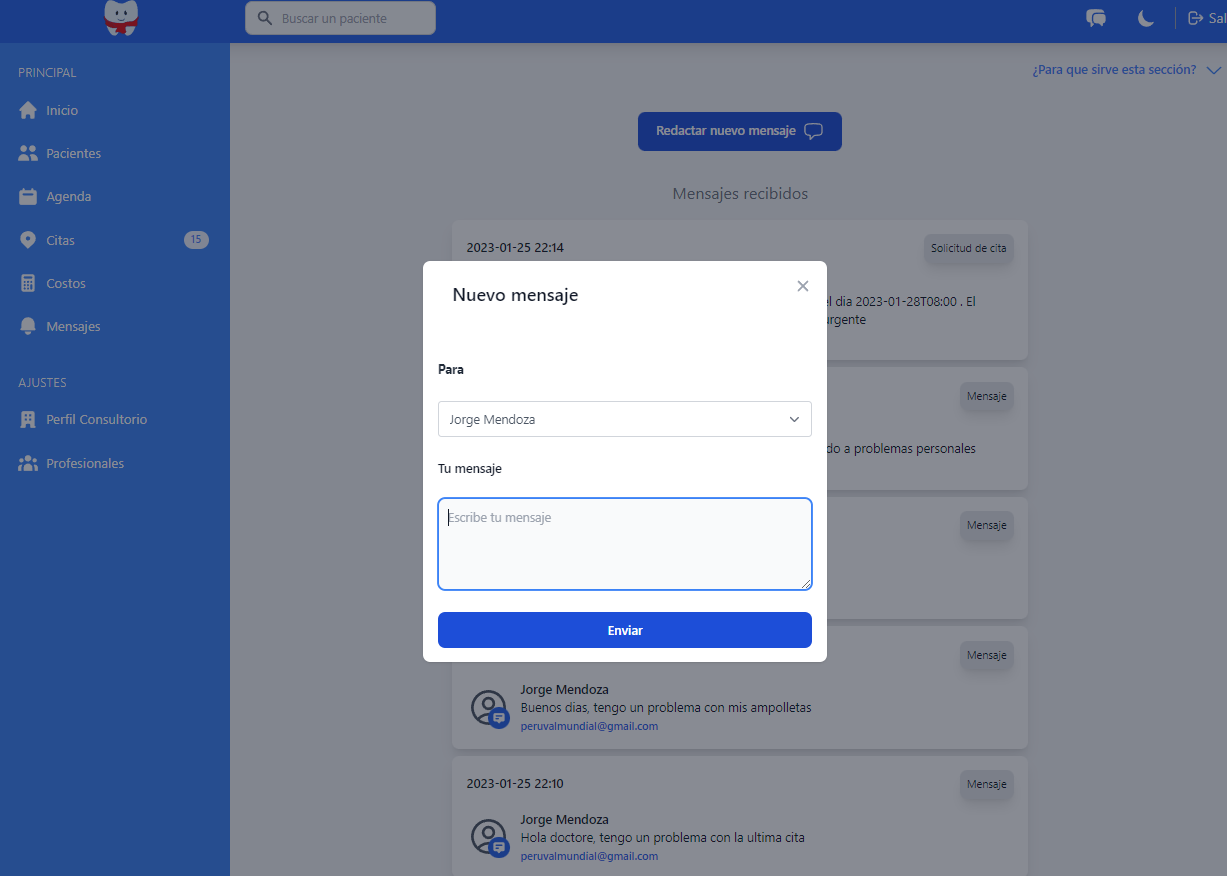 Buscar un paciente
Sal
PRINCIPAL
Inicio
Pacientes
Agenda
Citas
15
Costos
Mensajes
AJUSTES
Perfil Consultorio
Profesionales
¿Para que sirve esta sección?
Redactar nuevo mensaje
Mensajes recibidos
2023-01-25 22:14
Solicitud de cita
l dia 2023-01-28T08:00 . El
urgente
Mensaje
do a problemas personales
Mensaje
Nuevo mensaje
Para
Jorge Mendoza
Tu mensaje
Escribe tu mensaje
Enviar
Mensaje
Jorge Mendoza
Buenos dias, tengo un problema con mis ampolletas
peruvalmundial@gmail.com
2023-01-25 22:10
Mensaje
Jorge Mendoza
Hola doctore, tengo un problema con la ultima cita
peruvalmundial@gmail.com